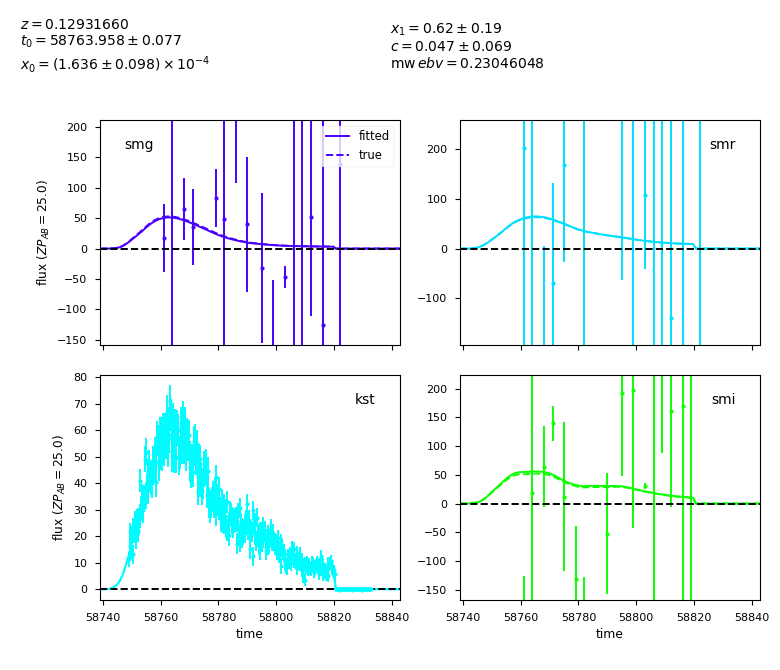 z = 0.12931660
t₀ = 58763.958 ± 0.077
x₀ = (1.636 ± 0.098) × 10⁻⁴
x₁ = 0.62 ± 0.19
c = 0.047 ± 0.069
mw ebv = 0.23046048
smg
fitted
true
200
150
100
50
0
−50
−100
−150
flux (ZP_AB = 25.0)
smr
200
100
0
−100
kst
80
70
60
50
40
30
20
10
0
flux (ZP_AB = 25.0)
58740 58760 58780 58800 58820 58840
time
smi
200
150
100
50
0
−50
−100
−150
58740 58760 58780 58800 58820 58840
time